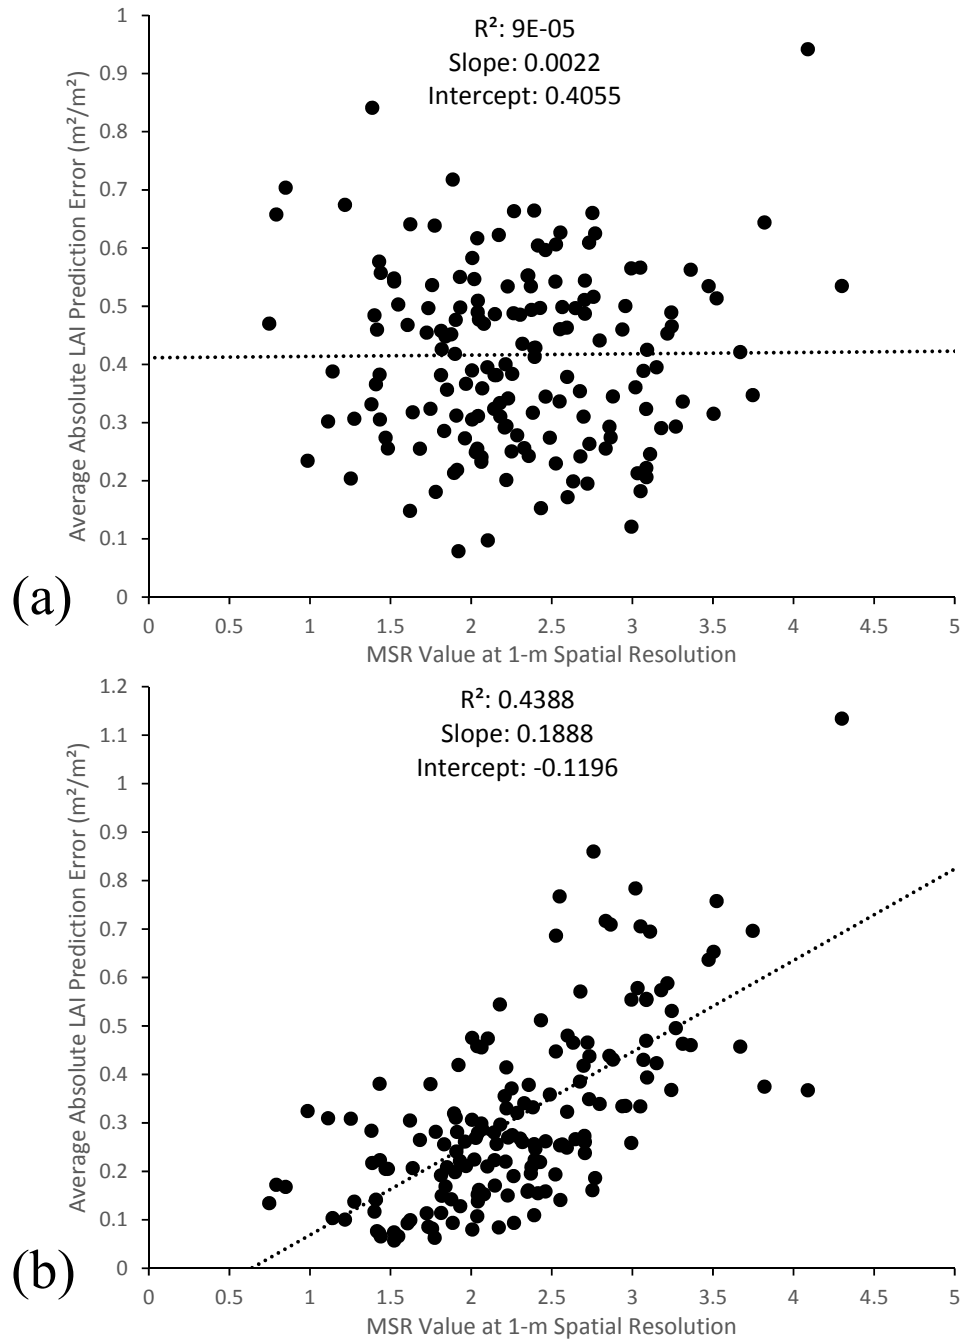 1
R²: 9E-05
Slope: 0.0022
Intercept: 0.4055
0.9
0.8
0.7
0.6
0.5
0.4
0.3
0.2
0.1
0
Average Absolute LAI Prediction Error (m²/m²)
(a)
0 0.5 1 1.5 2 2.5 3 3.5 4 4.5 5
MSR Value at 1-m Spatial Resolution
1.2
R²: 0.4388
Slope: 0.1888
Intercept: -0.1196
1.1
1
0.9
0.8
0.7
0.6
0.5
0.4
0.3
0.2
0.1
0
Average Absolute LAI Prediction Error (m²/m²)
(b)
0 0.5 1 1.5 2 2.5 3 3.5 4 4.5 5
MSR Value at 1-m Spatial Resolution